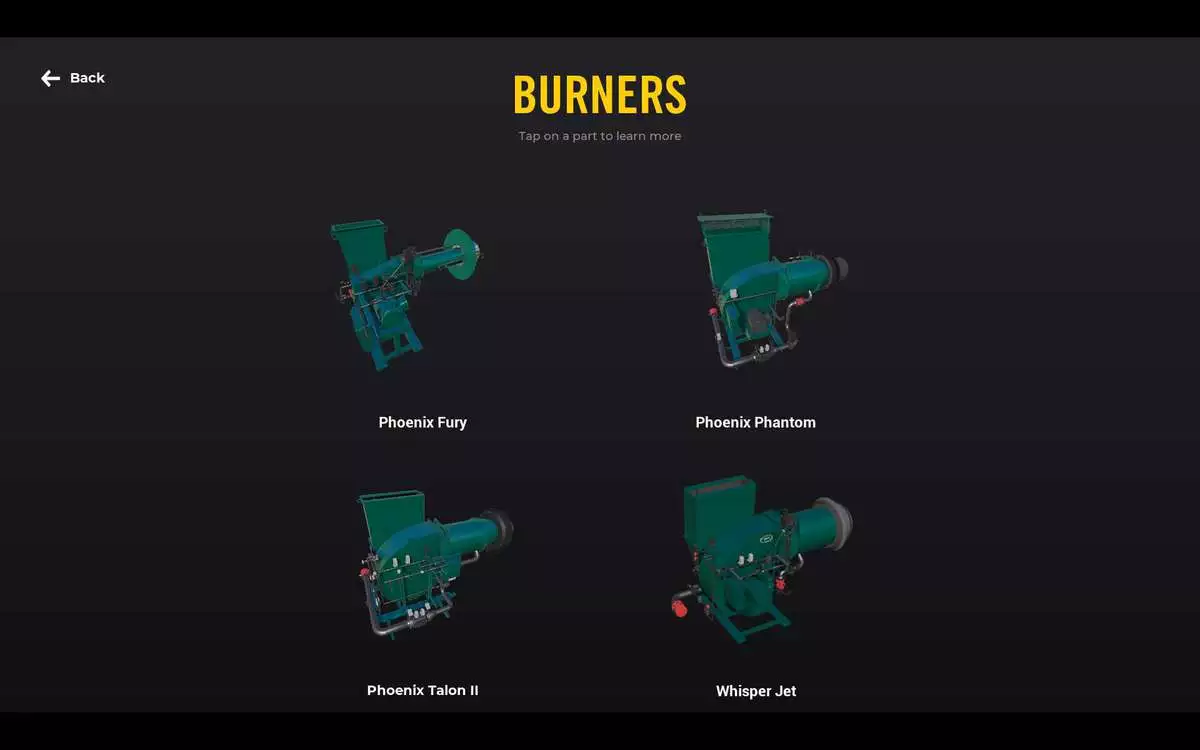 Back
BURNERS
Tap on a part to learn more
Phoenix Fury
Phoenix Phantom
Phoenix Talon II
Whisper Jet